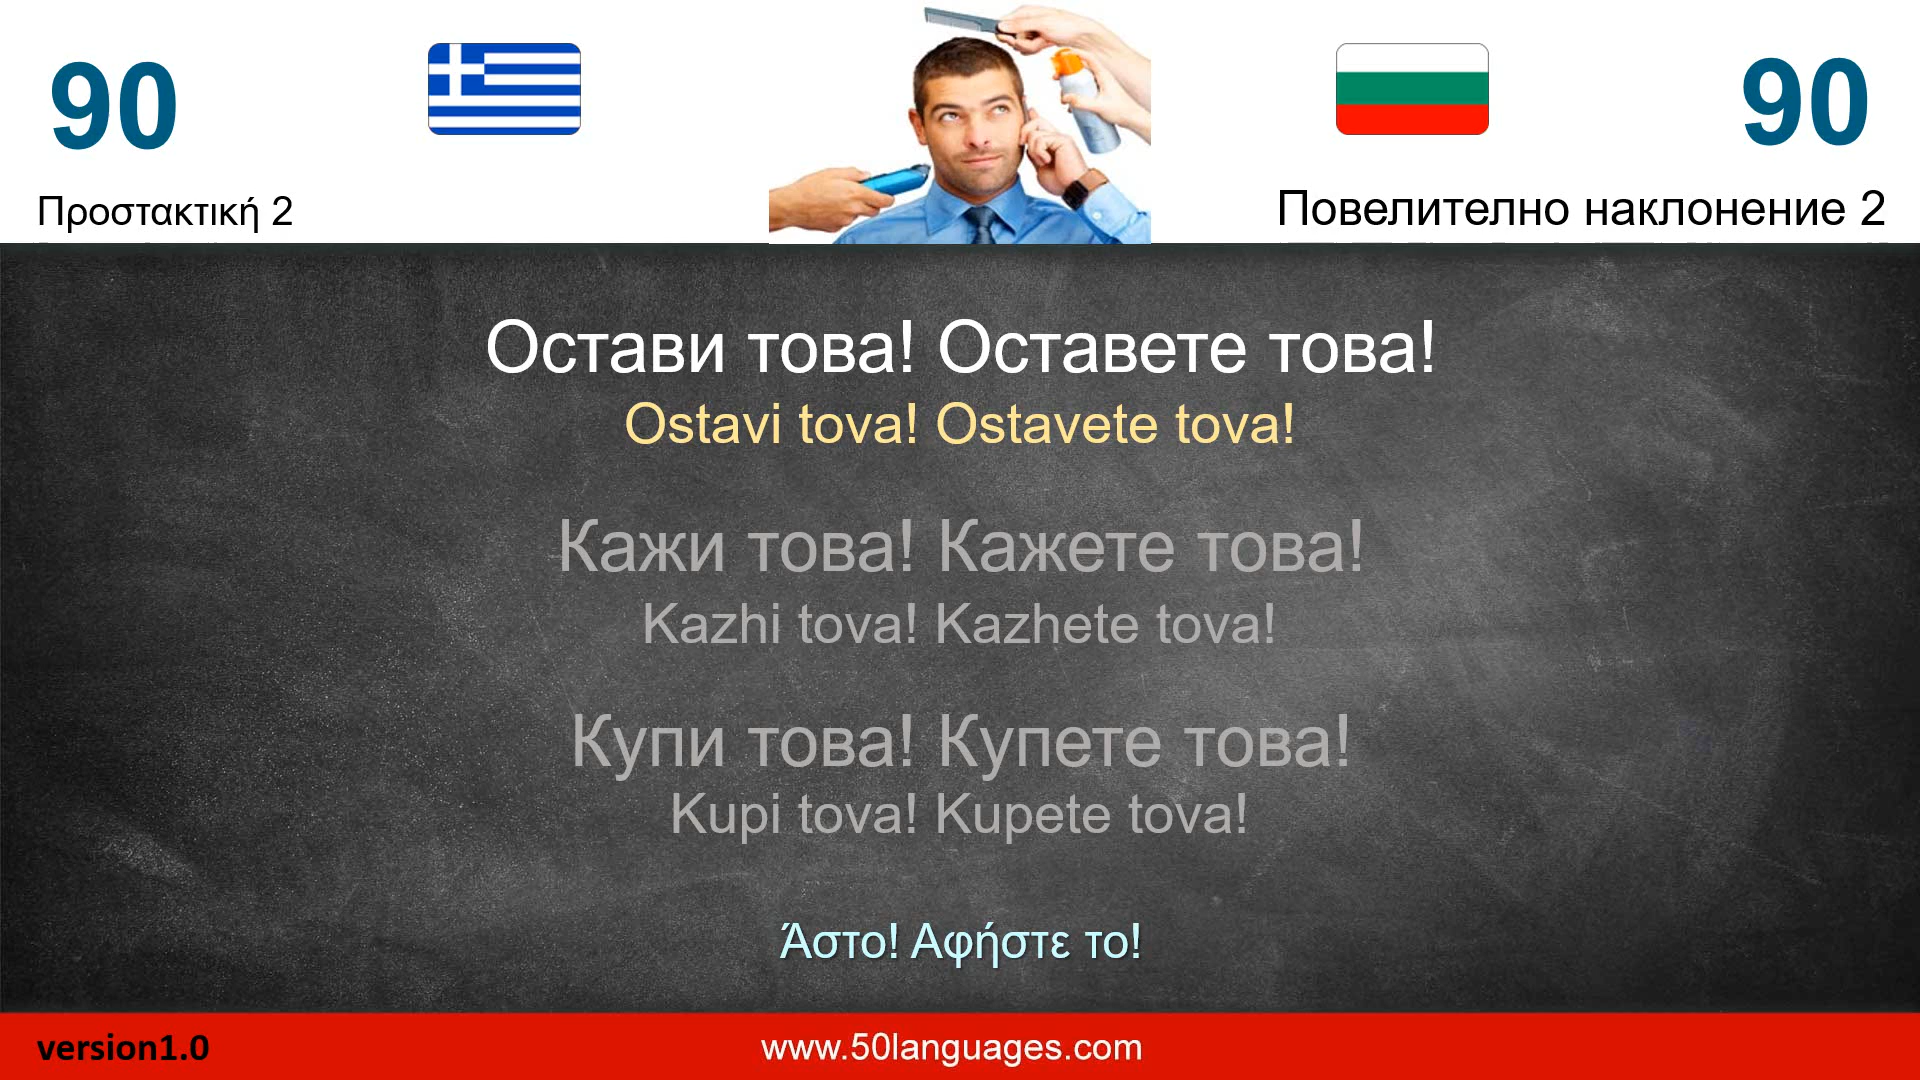 90
90
Προστακτική 2
Повелително наклонение 2
Остави това! Оставете това!
Ostavi tova! Ostavete tova!
Кажи това! Кажете това!
Kazhi tova! Kazhete tova!
Купи това! Купете това!
Kupi tova! Kupete tova!
Άστο! Αφήστε το!
version1.0
www.50languages.com